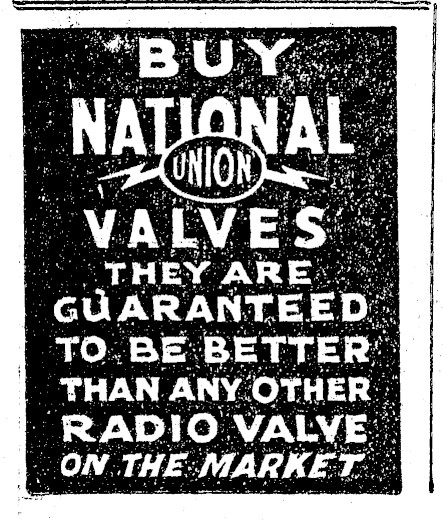 BUY
NATIONAL
UNION
VALVES
THEY ARE
GUARANTEED
TO BE BETTER
THAN ANY OTHER
RADIO VALVE
ON THE MARKET